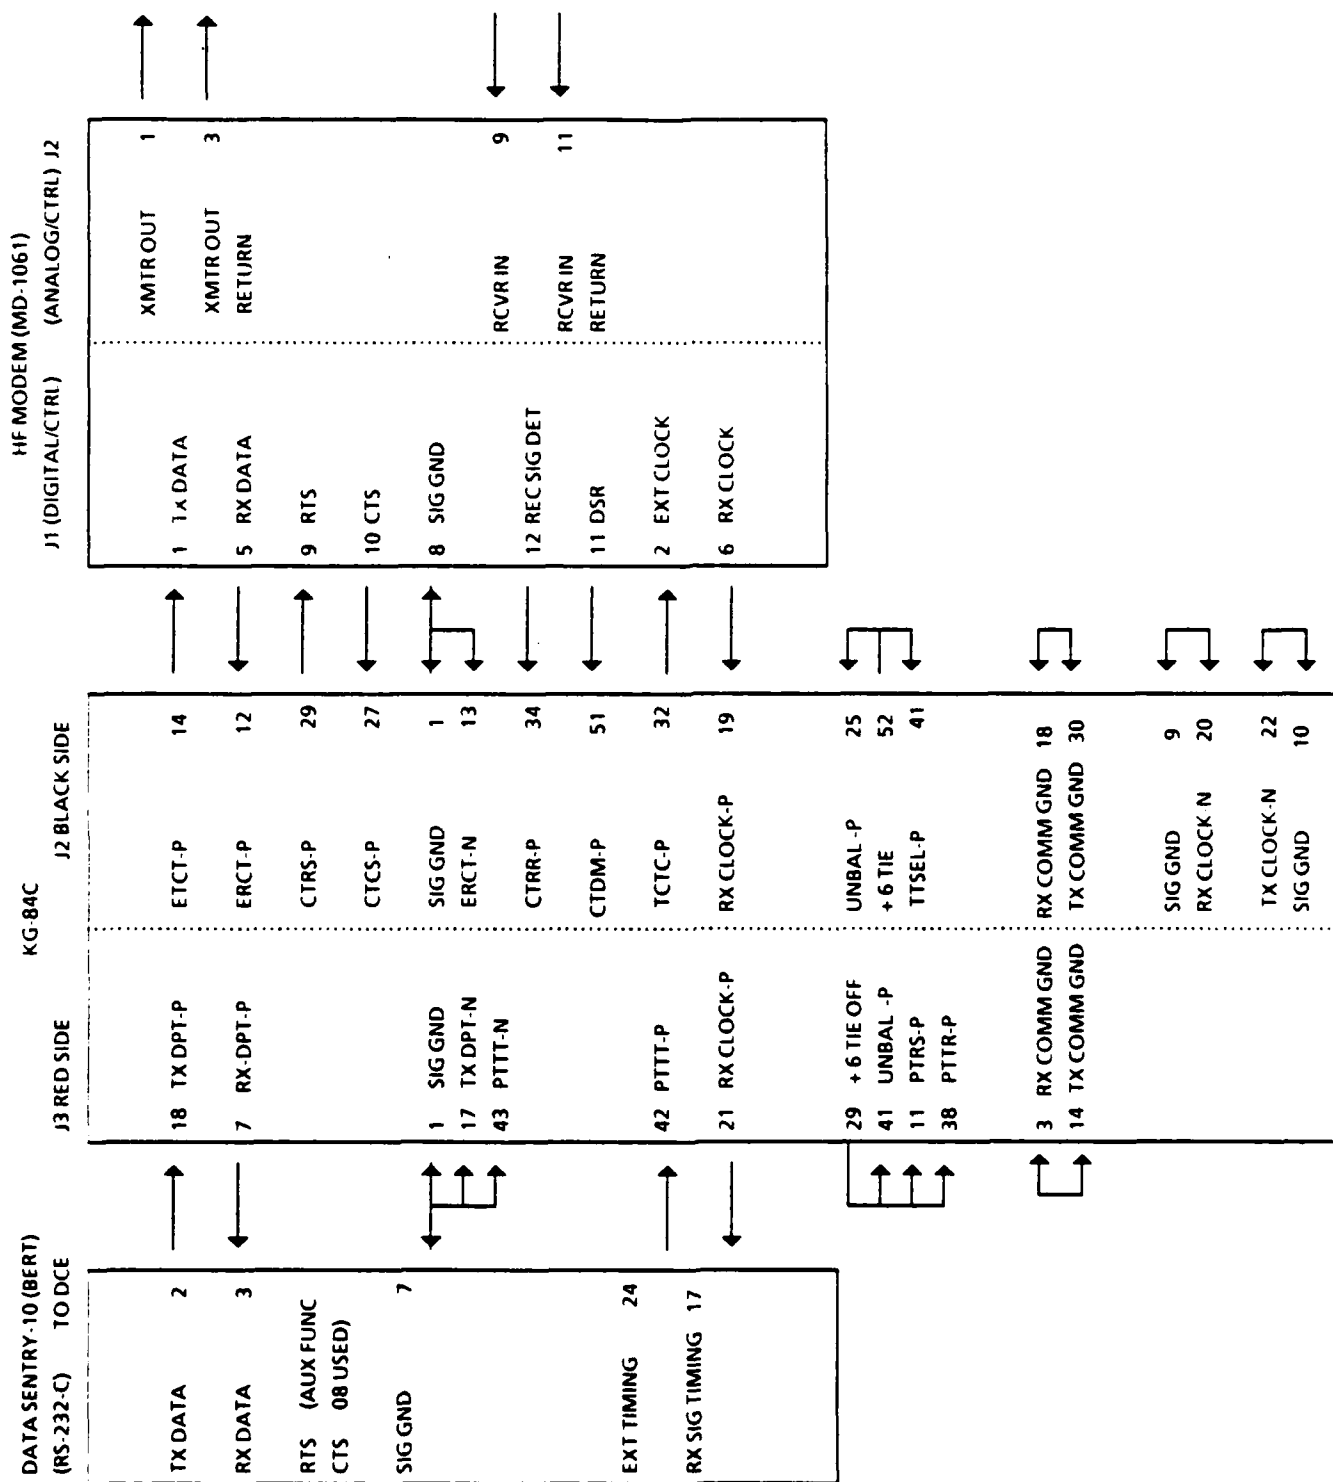 DATA SENTRY-10 (BERT)
(RS-232-C) TO DCE
TX DATA 2
RX DATA 3
RTS (AUX FUNC
CTS 08 USED)
SIG GND 7
EXT TIMING 24
RX SIG TIMING 17
KG-84C
J3 RED SIDE J2 BLACK SIDE
18 TX DPT-P ETCT-P 14
7 RX-DPT-P ERCT-P 12
CTRS-P 29
CTCS-P 27
1 SIG GND SIG GND 1
17 TX DPT-N ERCT-N 13
43 PTTT-N
CTRR-P 34
CTDM-P 51
42 PTTT-P TCTC-P 32
21 RX CLOCK-P RX CLOCK-P 19
29 + 6 TIE OFF UNBAL-P 25
41 UNBAL -P + 6 TIE 52
11 PTRS-P TTSEL-P 41
38 PTTR-P
3 RX COMM GND RX COMM GND 18
14 TX COMM GND TX COMM GND 30
SIG GND 9
RX CLOCK-N 20
TX CLOCK-N 22
SIG GND 10
HF MODEM (MD-1061)
J1 (DIGITAL/CTRL) (ANALOG/CTRL) J2
XMTR OUT 1
1 Tx DATA
XMTR OUT 3
5 RX DATA RETURN
9 RTS
10 CTS
8 SIG GND
RCVR IN 9
12 REC SIG DET
RCVR IN 11
11 DSR RETURN
2 EXT CLOCK
6 RX CLOCK